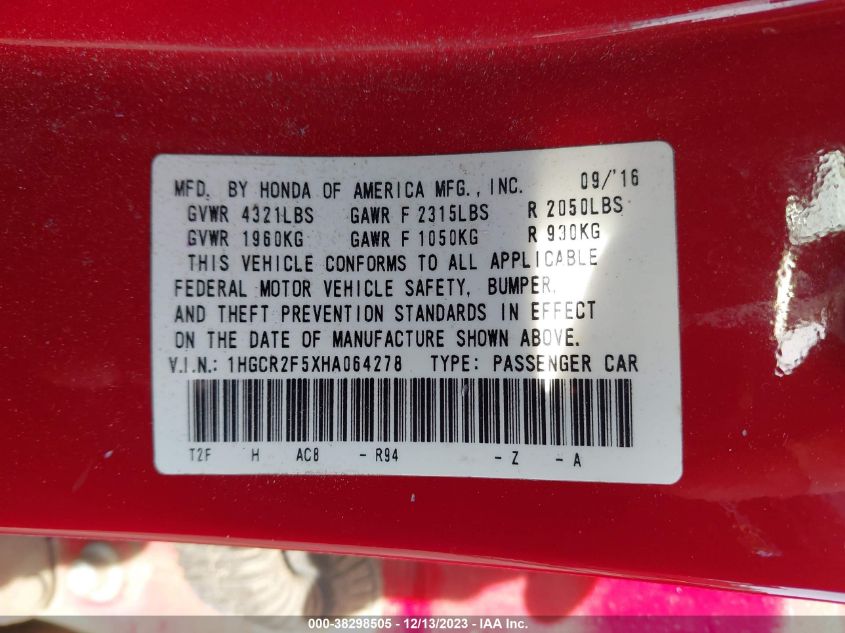 MFD. BY HONDA OF AMERICA MFG., INC. 09/'16
GVWR 4321LBS GAWR F 2315LBS R 2050LBS
GVWR 1960KG GAWR F 1050KG R 930KG
THIS VEHICLE CONFORMS TO ALL APPLICABLE
FEDERAL MOTOR VEHICLE SAFETY, BUMPER,
AND THEFT PREVENTION STANDARDS IN EFFECT
ON THE DATE OF MANUFACTURE SHOWN ABOVE.
V.I.N.: 1HGCR2F5XHA064278 TYPE: PASSENGER CAR
T2F H AC8 - R94 - Z - A
000-38298505 - 12/13/2023 - IAA, Inc.